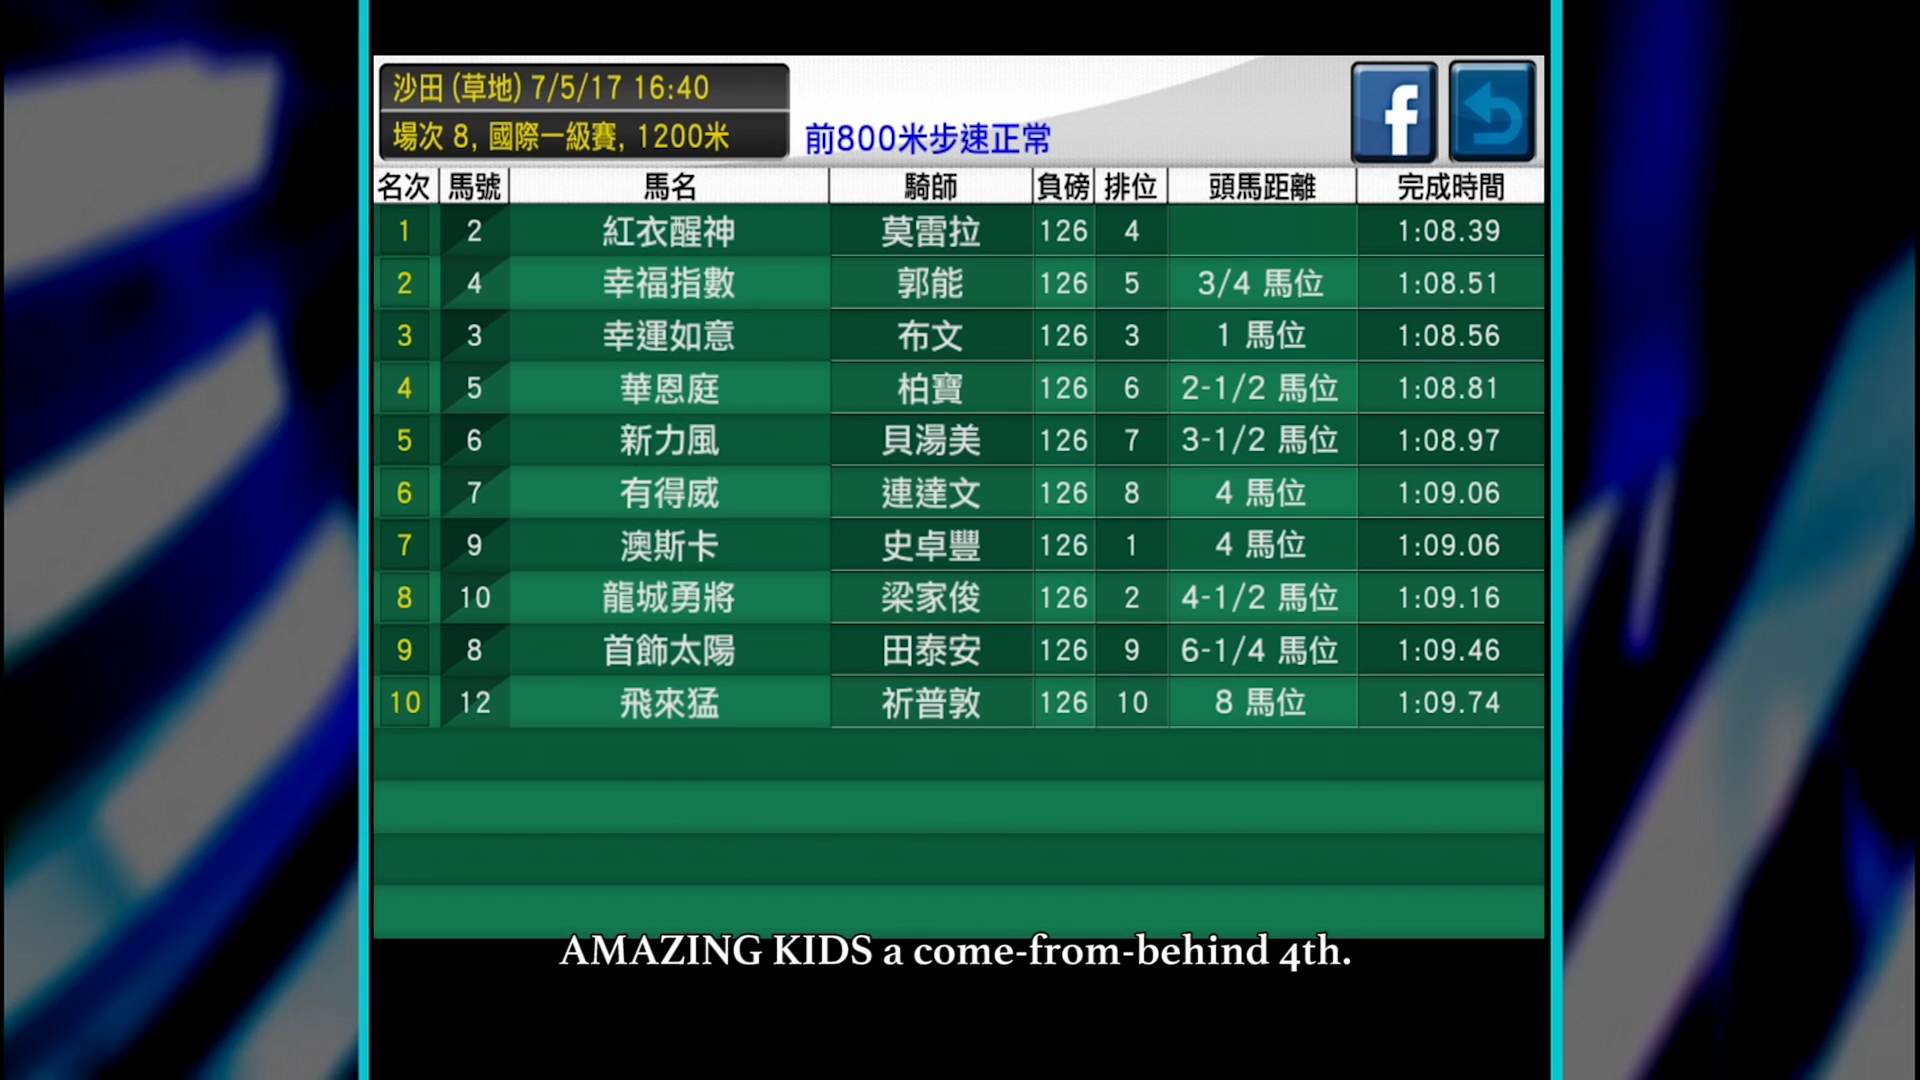 沙田 (草地) 7/5/17 16:40
場次 8, 國際一級賽, 1200米
前800米步速正常
f
名次 馬號 馬名 騎師 負磅 排位 頭馬距離 完成時間
1 2 紅衣醒神 莫雷拉 126 4 1:08.39
2 4 幸福指數 郭能 126 5 3/4 馬位 1:08.51
3 3 幸運如意 布文 126 3 1 馬位 1:08.56
4 5 華恩庭 柏寶 126 6 2-1/2 馬位 1:08.81
5 6 新力風 貝湯美 126 7 3-1/2 馬位 1:08.97
6 7 有得威 連達文 126 8 4 馬位 1:09.06
7 9 澳斯卡 史卓豐 126 1 4 馬位 1:09.06
8 10 龍城勇將 梁家俊 126 2 4-1/2 馬位 1:09.16
9 8 首飾太陽 田泰安 126 9 6-1/4 馬位 1:09.46
10 12 飛來猛 祈普敦 126 10 8 馬位 1:09.74
AMAZING KIDS a come-from-behind 4th.